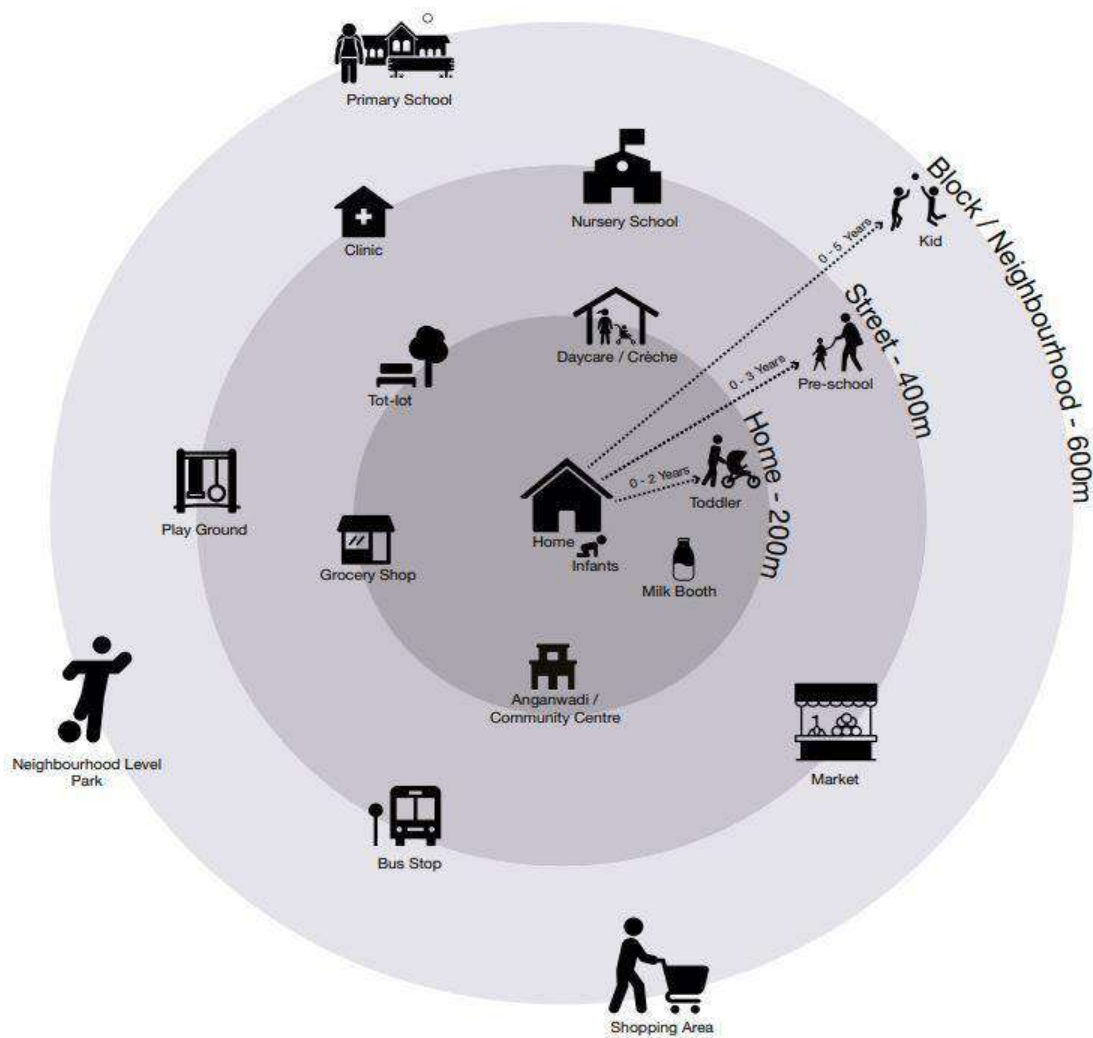 Primary School
Nursery School
Clinic
Block / Neighbourhood - 600m
Kid
0 - 5 Years
Street - 400m
Daycare / Crèche
Pre-school
0 - 3 Years
Tot-lot
Home - 200m
0 - 2 Years
Toddler
Play Ground
Home
Infants
Grocery Shop
Milk Booth
Anganwadi /
Community Centre
Neighbourhood Level
Park
Market
Bus Stop
Shopping Area